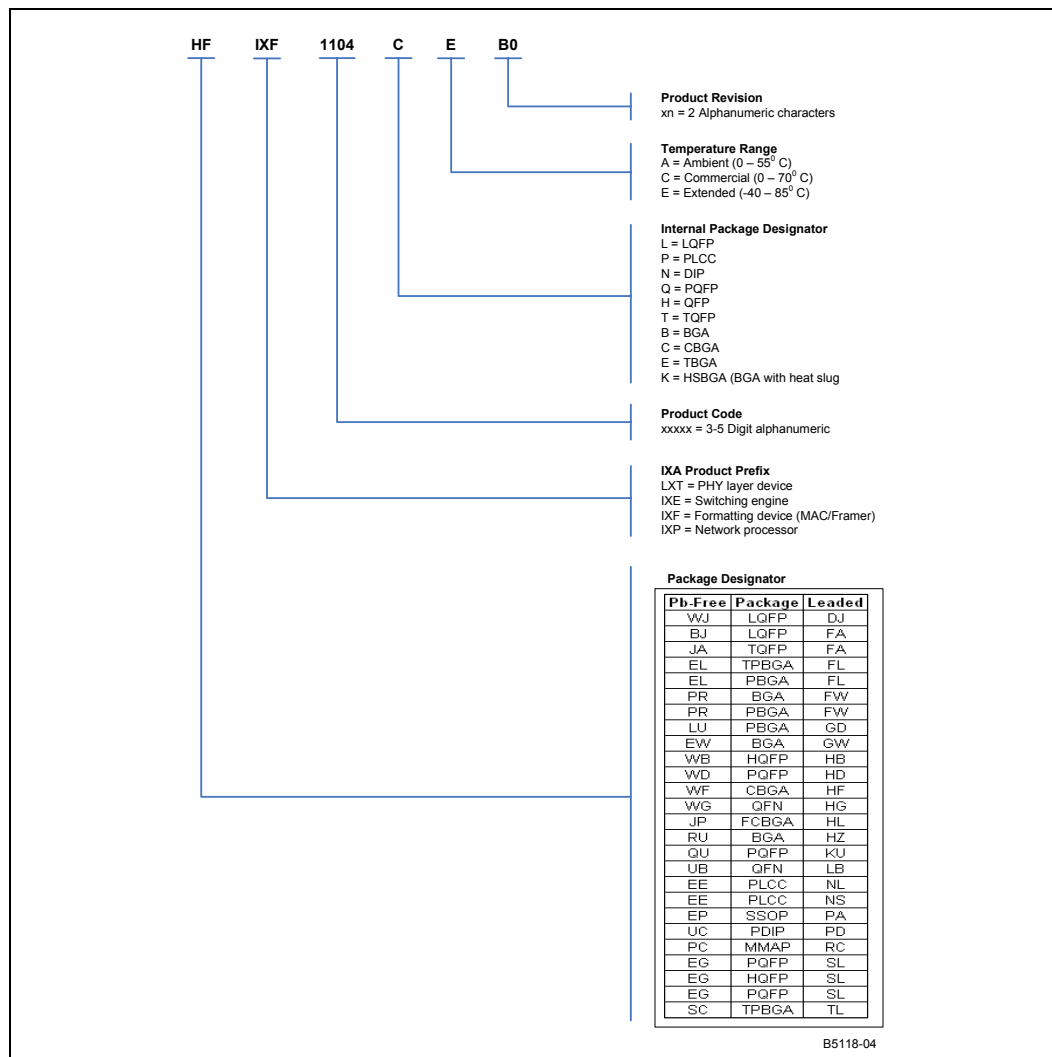 HF IXF 1104 C E B0
Product Revision
xn = 2 Alphanumeric characters
Temperature Range
A = Ambient (0 – 55⁰ C)
C = Commercial (0 – 70⁰ C)
E = Extended (-40 – 85⁰ C)
Internal Package Designator
L = LQFP
P = PLCC
N = DIP
Q = PQFP
H = QFP
T = TQFP
B = BGA
C = CBGA
E = TBGA
K = HSBGA (BGA with heat slug
Product Code
xxxxx = 3-5 Digit alphanumeric
IXA Product Prefix
LXT = PHY layer device
IXE = Switching engine
IXF = Formatting device (MAC/Framer)
IXP = Network processor
Package Designator
Pb-Free Package Leaded
WJ LQFP DJ
BJ LQFP FA
JA TQFP FA
EL TPBGA FL
EL PBGA FL
PR BGA FW
PR PBGA FW
LU PBGA GD
EW BGA GW
WB HQFP HB
WD PQFP HD
WF CBGA HF
WG QFN HG
JP FCBGA HL
RU BGA HZ
QU PQFP KU
UB QFN LB
EE PLCC NL
EE PLCC NS
EP SSOP PA
UC PDIP PD
PC MMAP RC
EG PQFP SL
EG HQFP SL
EG PQFP SL
SC TPBGA TL
B5118-04